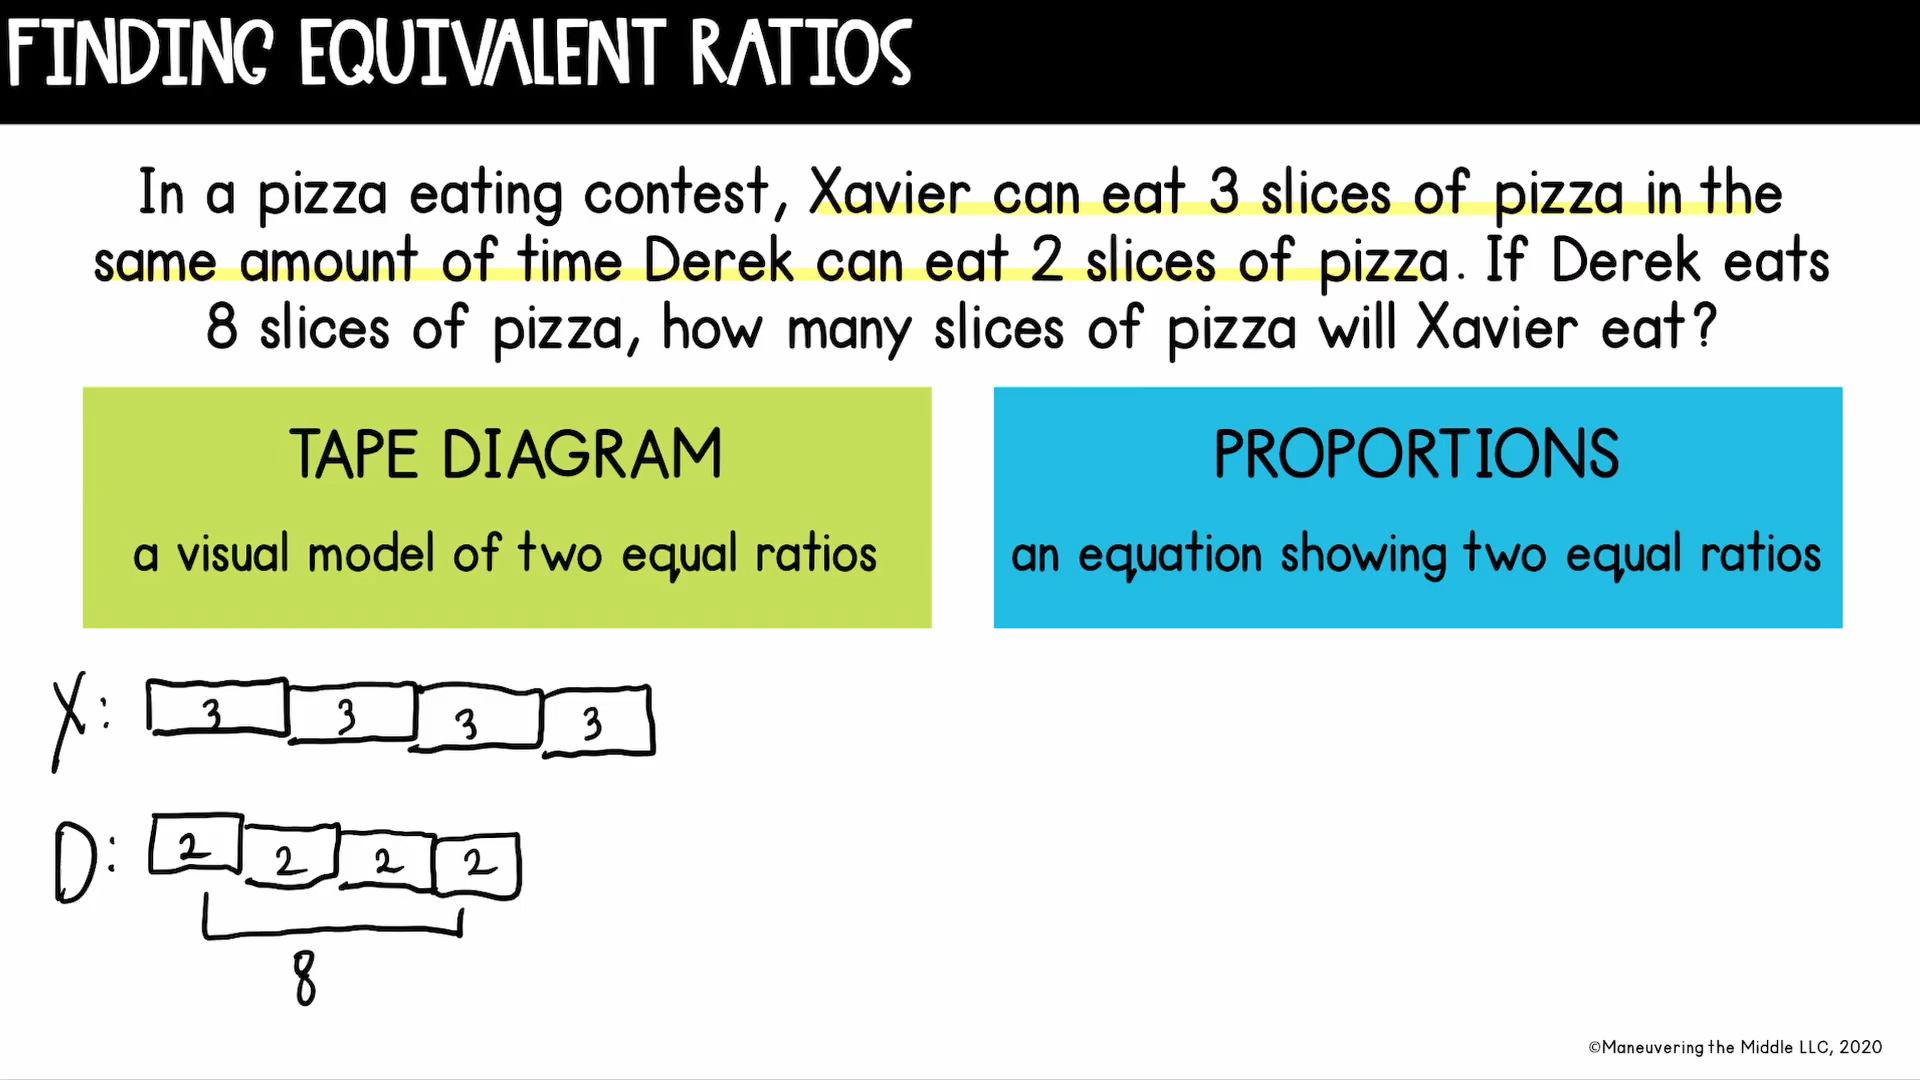 FINDING EQUIVALENT RATIOS
In a pizza eating contest, Xavier can eat 3 slices of pizza in the
same amount of time Derek can eat 2 slices of pizza. If Derek eats
8 slices of pizza, how many slices of pizza will Xavier eat?
TAPE DIAGRAM
a visual model of two equal ratios
PROPORTIONS
an equation showing two equal ratios
X: 3 3 3 3
D: 2 2 2 2
8
©Maneuvering the Middle LLC, 2020